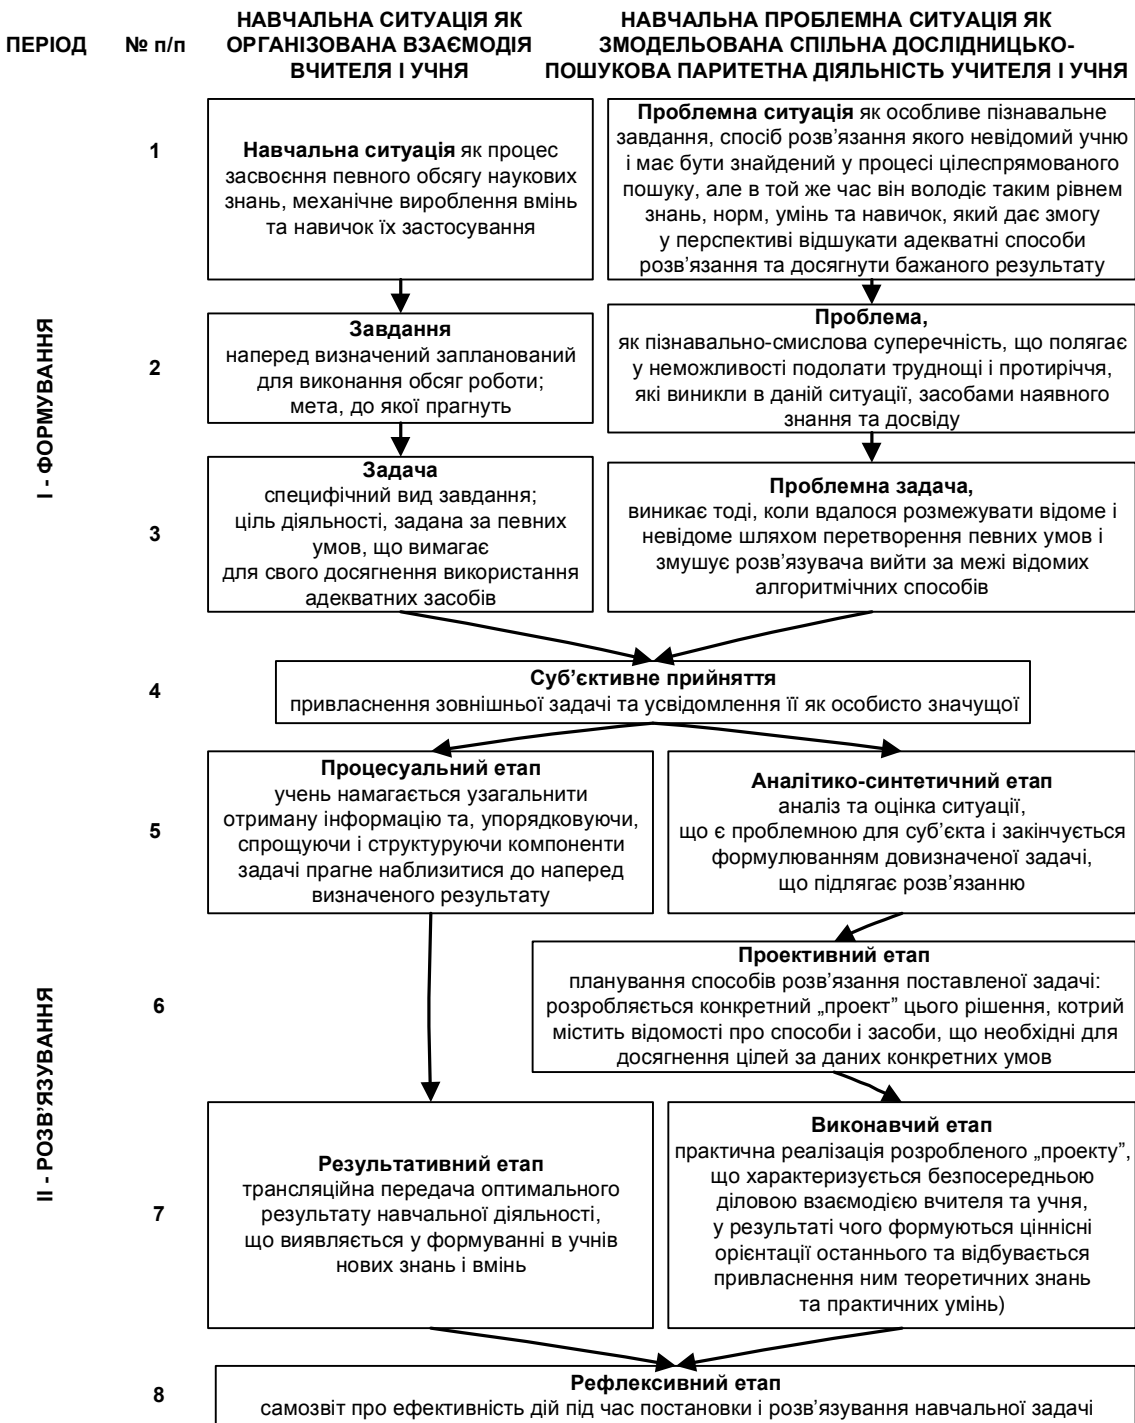 ПЕРІОД
№ п/п
НАВЧАЛЬНА СИТУАЦІЯ ЯК
ОРГАНІЗОВАНА ВЗАЄМОДІЯ
ВЧИТЕЛЯ І УЧНЯ
НАВЧАЛЬНА ПРОБЛЕМНА СИТУАЦІЯ ЯК
ЗМОДЕЛЬОВАНА СПІЛЬНА ДОСЛІДНИЦЬКО-
ПОШУКОВА ПАРИТЕТНА ДІЯЛЬНІСТЬ УЧИТЕЛЯ І УЧНЯ
І - ФОРМУВАННЯ
1
Навчальна ситуація як процес
засвоєння певного обсягу наукових
знань, механічне вироблення вмінь
та навичок їх застосування
Проблемна ситуація як особливе пізнавальне
завдання, спосіб розв’язання якого невідомий учню
і має бути знайдений у процесі цілеспрямованого
пошуку, але в той же час він володіє таким рівнем
знань, норм, умінь та навичок, який дає змогу
у перспективі відшукати адекватні способи
розв’язання та досягнути бажаного результату
2
Завдання
наперед визначений запланований
для виконання обсяг роботи;
мета, до якої прагнуть
Проблема,
як пізнавально-смислова суперечність, що полягає
у неможливості подолати труднощі і протиріччя,
які виникли в даній ситуації, засобами наявного
знання та досвіду
3
Задача
специфічний вид завдання;
ціль діяльності, задана за певних
умов, що вимагає
для свого досягнення використання
адекватних засобів
Проблемна задача,
виникає тоді, коли вдалося розмежувати відоме і
невідоме шляхом перетворення певних умов і
змушує розв’язувача вийти за межі відомих
алгоритмічних способів
4
Суб’єктивне прийняття
привласнення зовнішньої задачі та усвідомлення її як особисто значущої
ІІ - РОЗВ’ЯЗУВАННЯ
5
Процесуальний етап
учень намагається узагальнити
отриману інформацію та, упорядковуючи,
спрощуючи і структуруючи компоненти
задачі прагне наблизитися до наперед
визначеного результату
Аналітико-синтетичний етап
аналіз та оцінка ситуації,
що є проблемною для суб’єкта і закінчується
формулюванням довизначеної задачі,
що підлягає розв’язанню
6
Проективний етап
планування способів розв’язання поставленої задачі:
розробляється конкретний „проект” цього рішення, котрий
містить відомості про способи і засоби, що необхідні для
досягнення цілей за даних конкретних умов
7
Результативний етап
трансляційна передача оптимального
результату навчальної діяльності,
що виявляється у формуванні в учнів
нових знань і вмінь
Виконавчий етап
практична реалізація розробленого „проекту”,
що характеризується безпосередньою
діловою взаємодією вчителя та учня,
у результаті чого формуються ціннісні
орієнтації останнього та відбувається
привласнення ним теоретичних знань
та практичних умінь)
8
Рефлексивний етап
самозвіт про ефективність дій під час постановки і розв’язування навчальної задачі